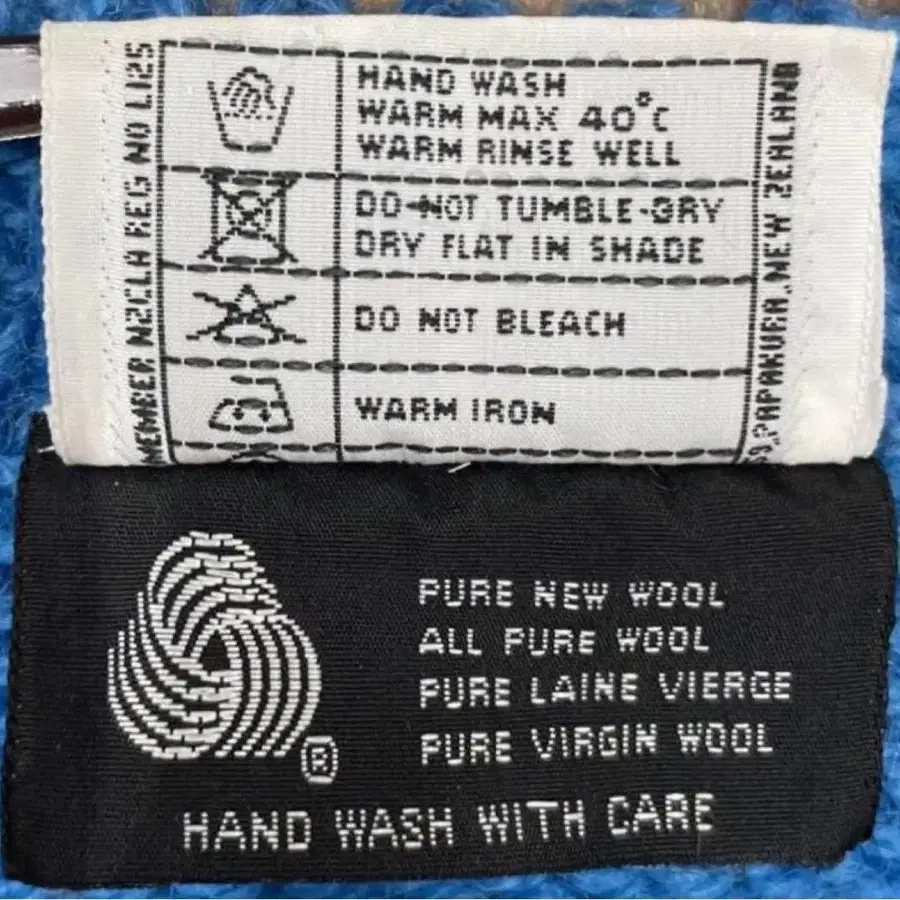 HAND WASH
WARM MAX 40°C
WARM RINSE WELL
DO NOT TUMBLE-DRY
DRY FLAT IN SHADE
DO NOT BLEACH
WARM IRON
MEMBER NZCLA REG NO L125
PAPAKURA, NEW ZEALAND
PURE NEW WOOL
ALL PURE WOOL
PURE LAINE VIERGE
PURE VIRGIN WOOL
®
HAND WASH WITH CARE